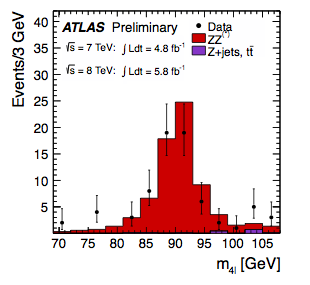 Events/3 GeV
ATLAS Preliminary
√s = 7 TeV: ∫Ldt = 4.8 fb⁻¹
√s = 8 TeV: ∫Ldt = 5.8 fb⁻¹
Data
ZZ(*)
Z+jets, tt̄
40
35
30
25
20
15
10
5
70 75 80 85 90 95 100 105
m4l [GeV]